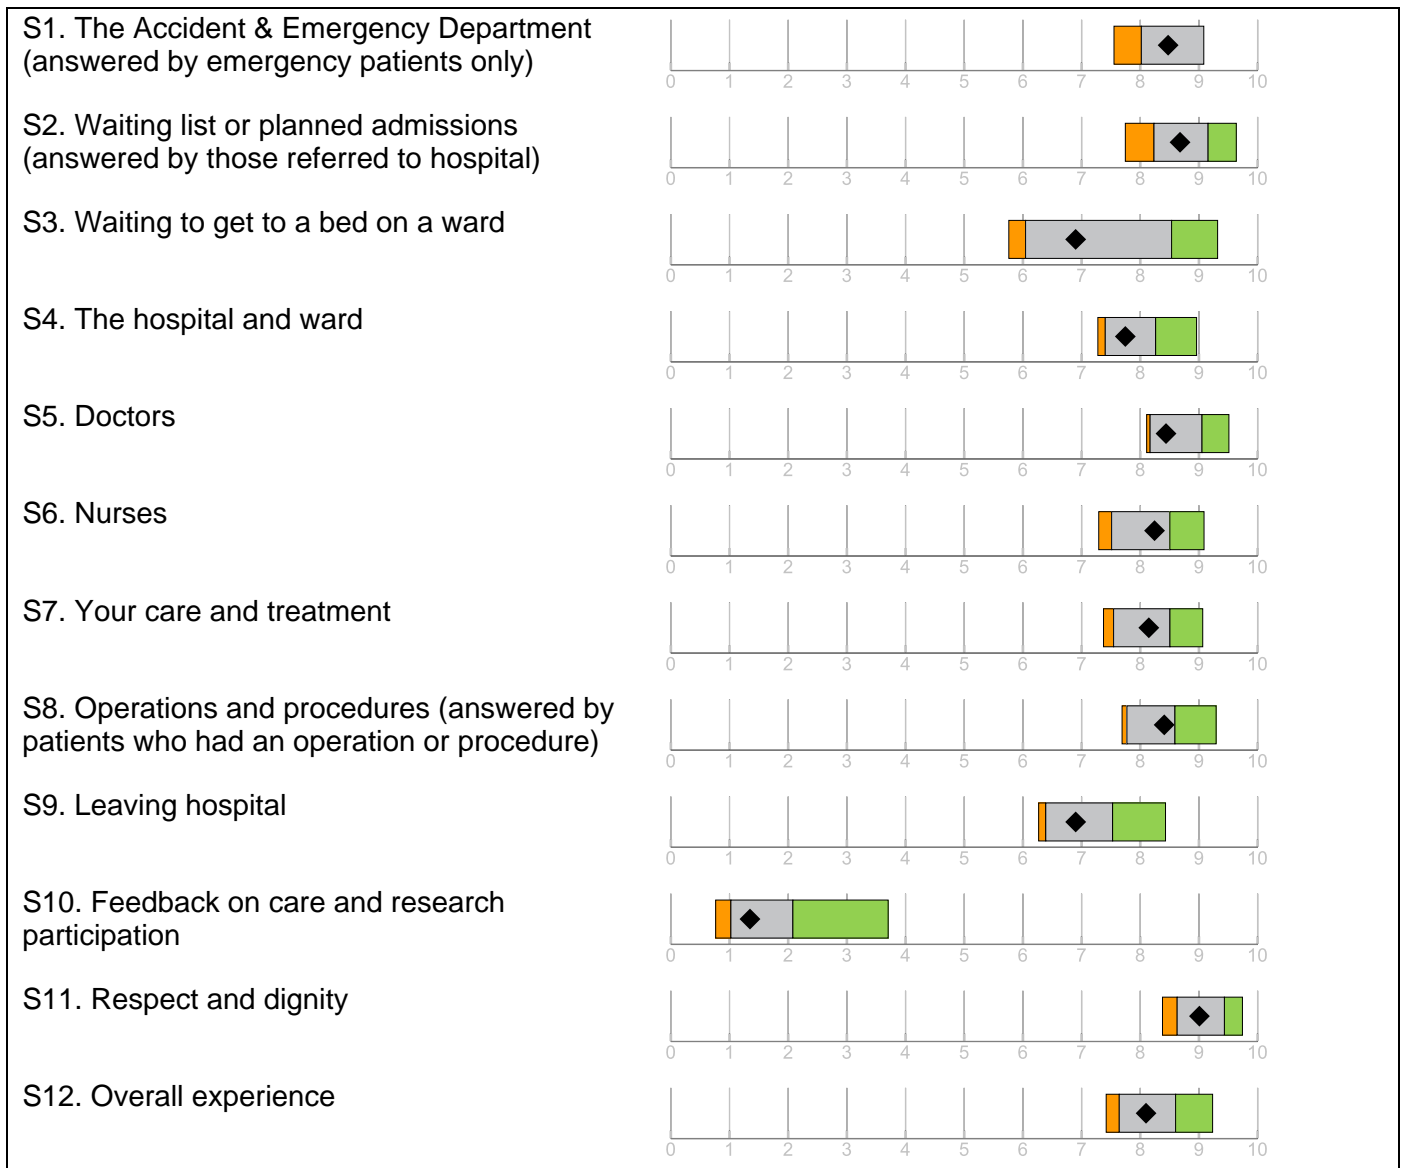 S1. The Accident & Emergency Department
(answered by emergency patients only)
0 1 2 3 4 5 6 7 8 9 10
S2. Waiting list or planned admissions
(answered by those referred to hospital)
0 1 2 3 4 5 6 7 8 9 10
S3. Waiting to get to a bed on a ward
0 1 2 3 4 5 6 7 8 9 10
S4. The hospital and ward
0 1 2 3 4 5 6 7 8 9 10
S5. Doctors
0 1 2 3 4 5 6 7 8 9 10
S6. Nurses
0 1 2 3 4 5 6 7 8 9 10
S7. Your care and treatment
0 1 2 3 4 5 6 7 8 9 10
S8. Operations and procedures (answered by
patients who had an operation or procedure)
0 1 2 3 4 5 6 7 8 9 10
S9. Leaving hospital
0 1 2 3 4 5 6 7 8 9 10
S10. Feedback on care and research
participation
0 1 2 3 4 5 6 7 8 9 10
S11. Respect and dignity
0 1 2 3 4 5 6 7 8 9 10
S12. Overall experience
0 1 2 3 4 5 6 7 8 9 10